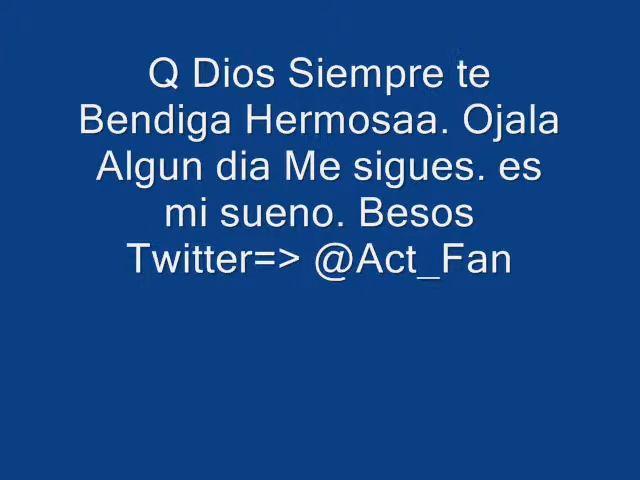 Q Dios Siempre te
Bendiga Hermosaa. Ojala
Algun dia Me sigues. es
mi sueno. Besos
Twitter=> @Act_Fan